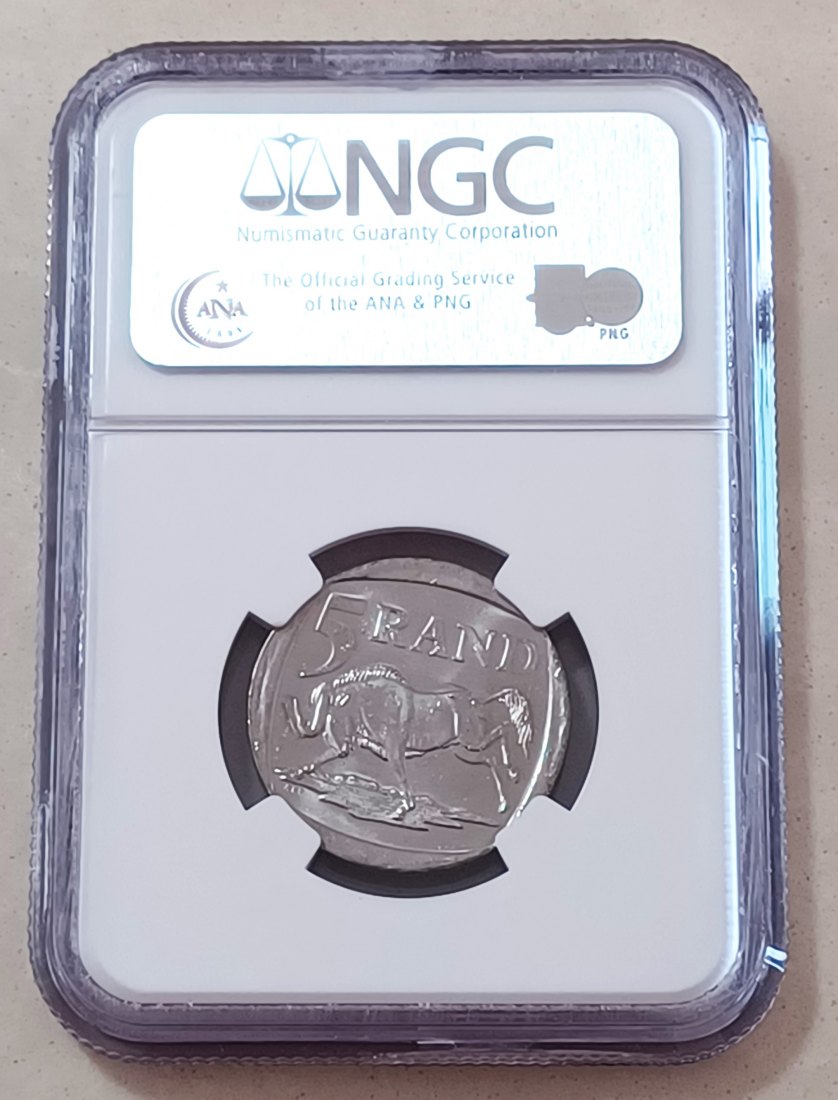 NGC
Numismatic Guaranty Corporation
The Official Grading Service
of the ANA & PNG
ANA
PNG
5 RAND